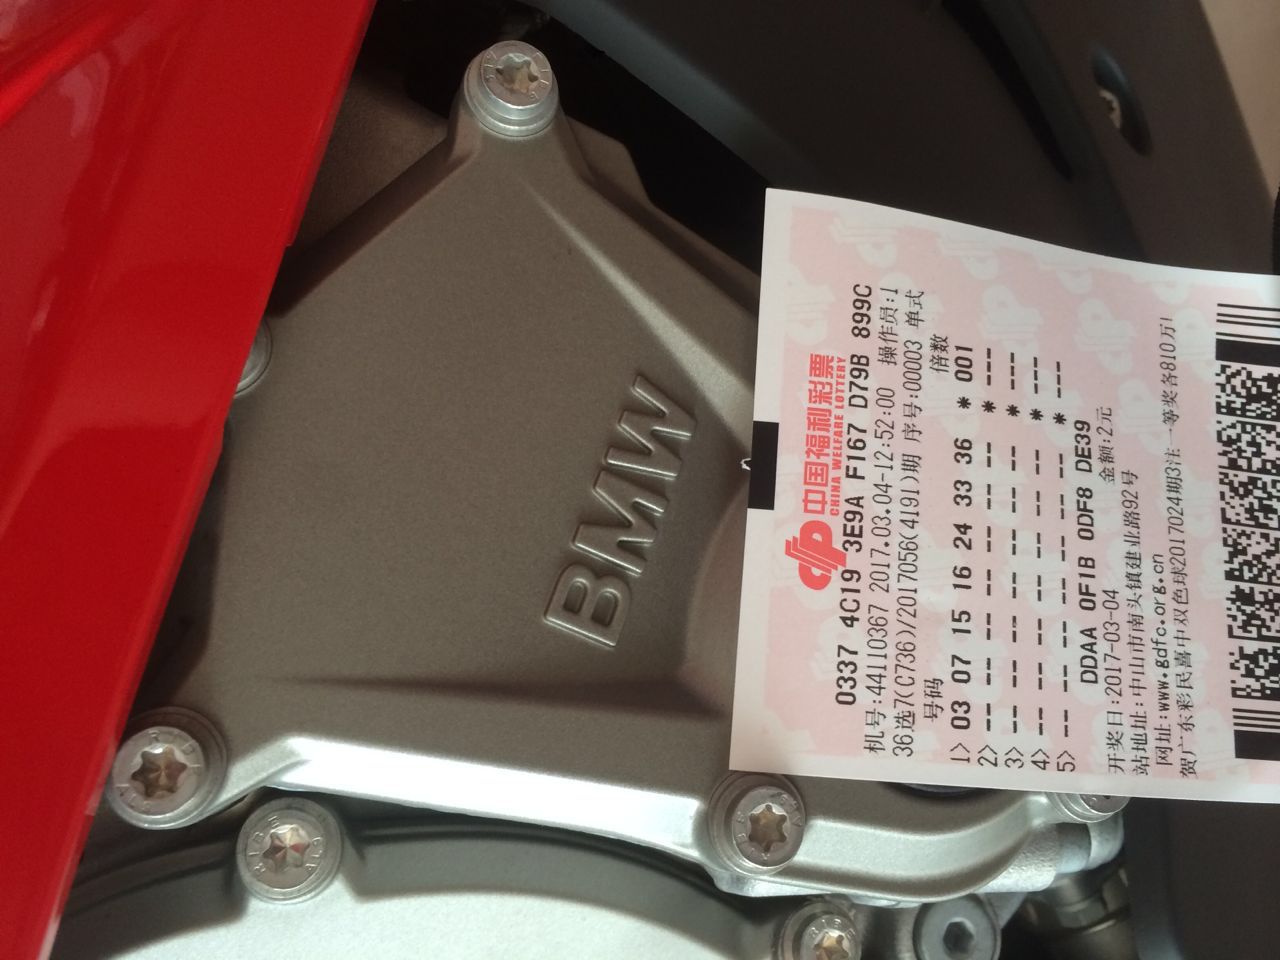 BMW
中国福利彩票
CHINA WELFARE LOTTERY
0337 4C19 3E9A F167 D79B 899C
机号:44110367 2017.03.04-12:52:00 操作员:1
36选7(C736)/2017056(4191)期 序号:00003 单式
号码 倍数
1> 03 07 15 16 24 33 36 * 001
2> -- -- -- -- -- -- -- * ---
3> -- -- -- -- -- -- -- * ---
4> -- -- -- -- -- -- -- * ---
5> -- -- -- -- -- -- -- * ---
DDAA 0F1B 0DF8 DE39
开奖日:2017-03-04 金额:2元
站地址:中山市南头镇建业路92号
网址:www.gdfc.org.cn
贺广东彩民喜中双色球2017024期3注一等奖各810万!